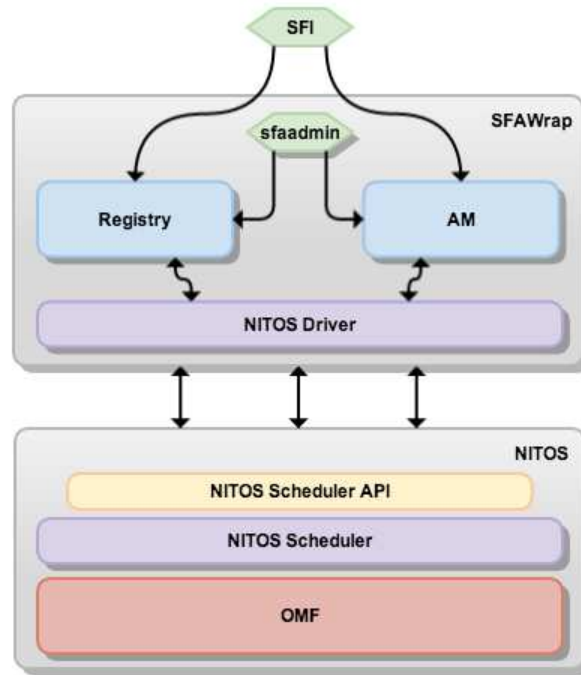 SFI
SFAWrap
sfaadmin
Registry
AM
NITOS Driver
NITOS
NITOS Scheduler API
NITOS Scheduler
OMF